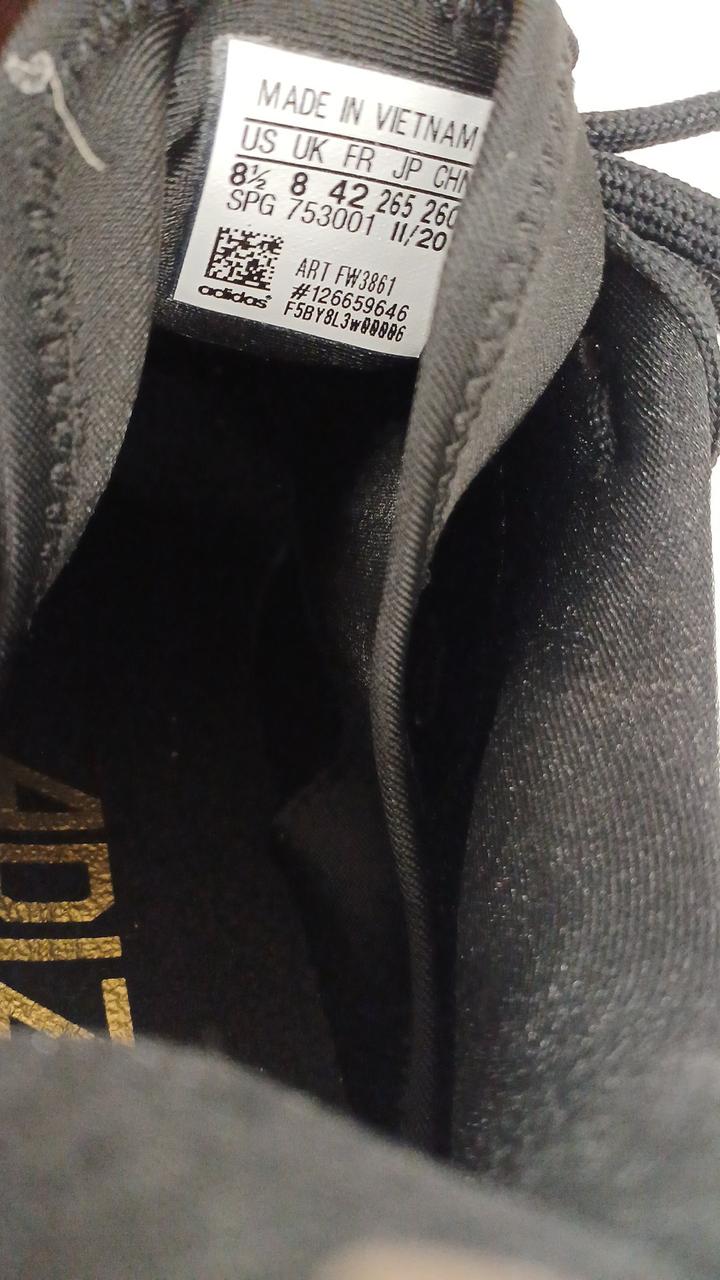 MADE IN VIETNAM
US UK FR JP CHN
8½ 8 42 265 260
SPG 753001 11/20
ART FW3861
#126659646
adidas